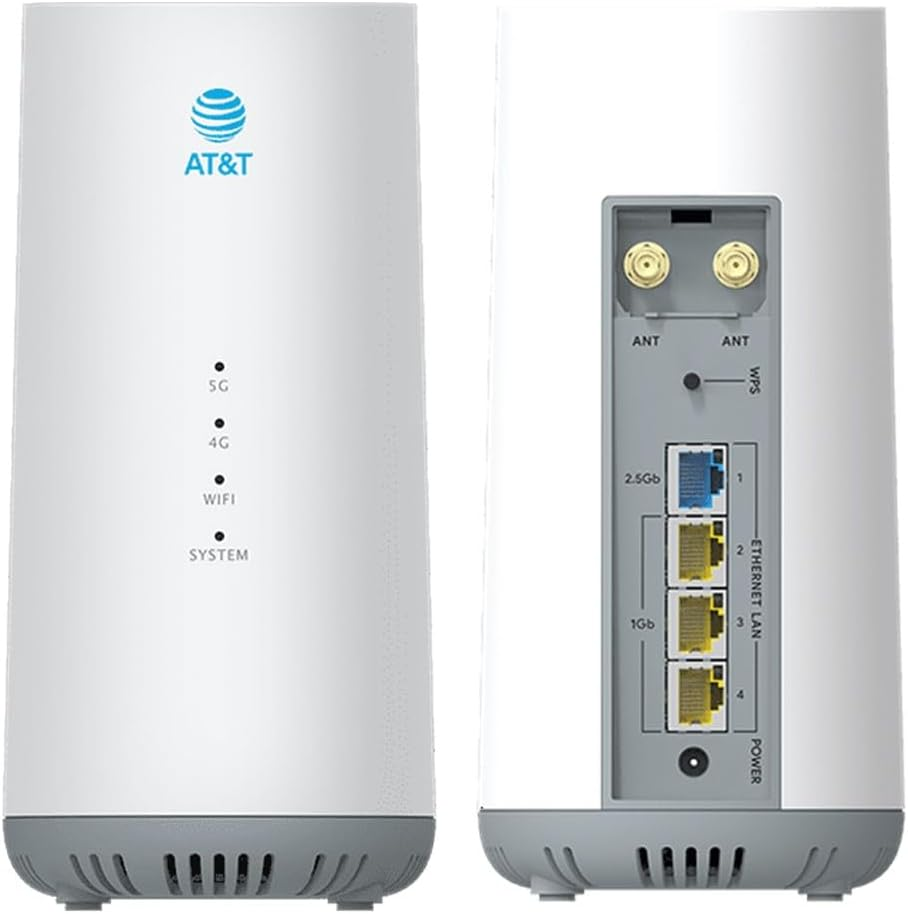 AT&T
5G
4G
WIFI
SYSTEM
ANT ANT
WPS
2.5Gb 1
2
1Gb 3
4
ETHERNET LAN
POWER